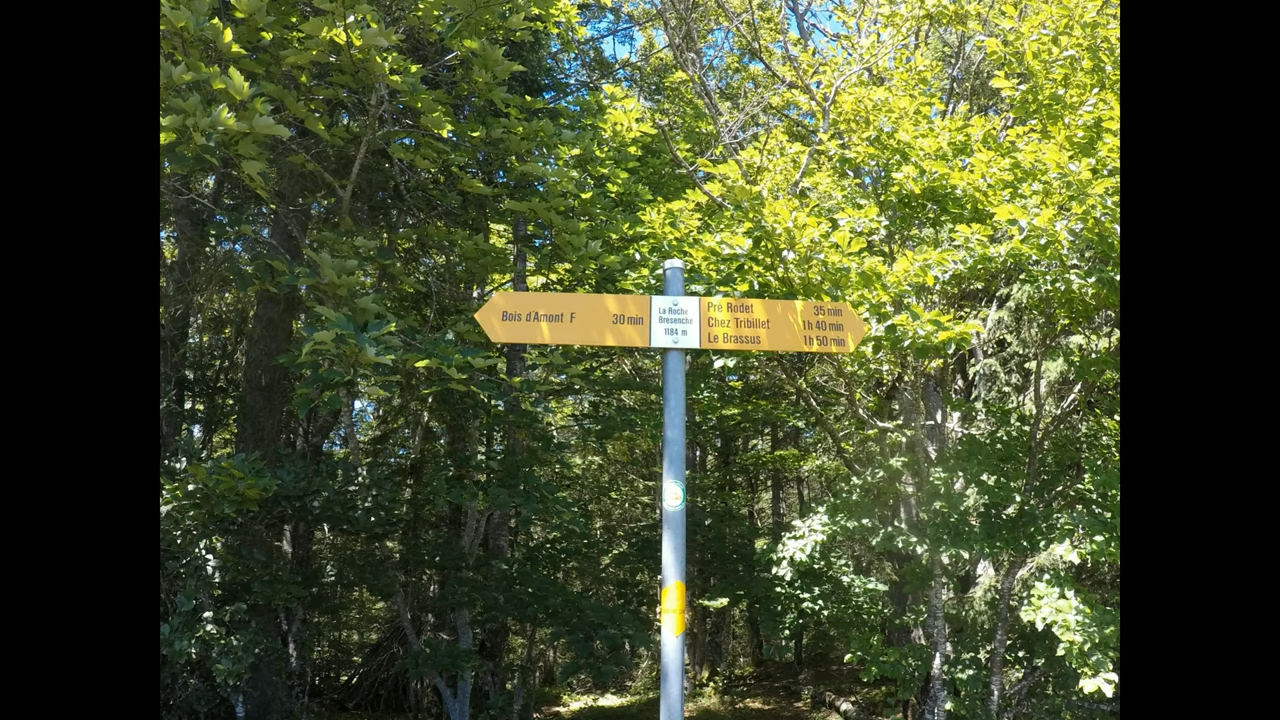 Bois d'Amont F 30 min
La Roche
Bresenche
1184 m
Pré Rodet 35 min
Chez Tribillet 1h 40 min
Le Brassus 1h 50 min